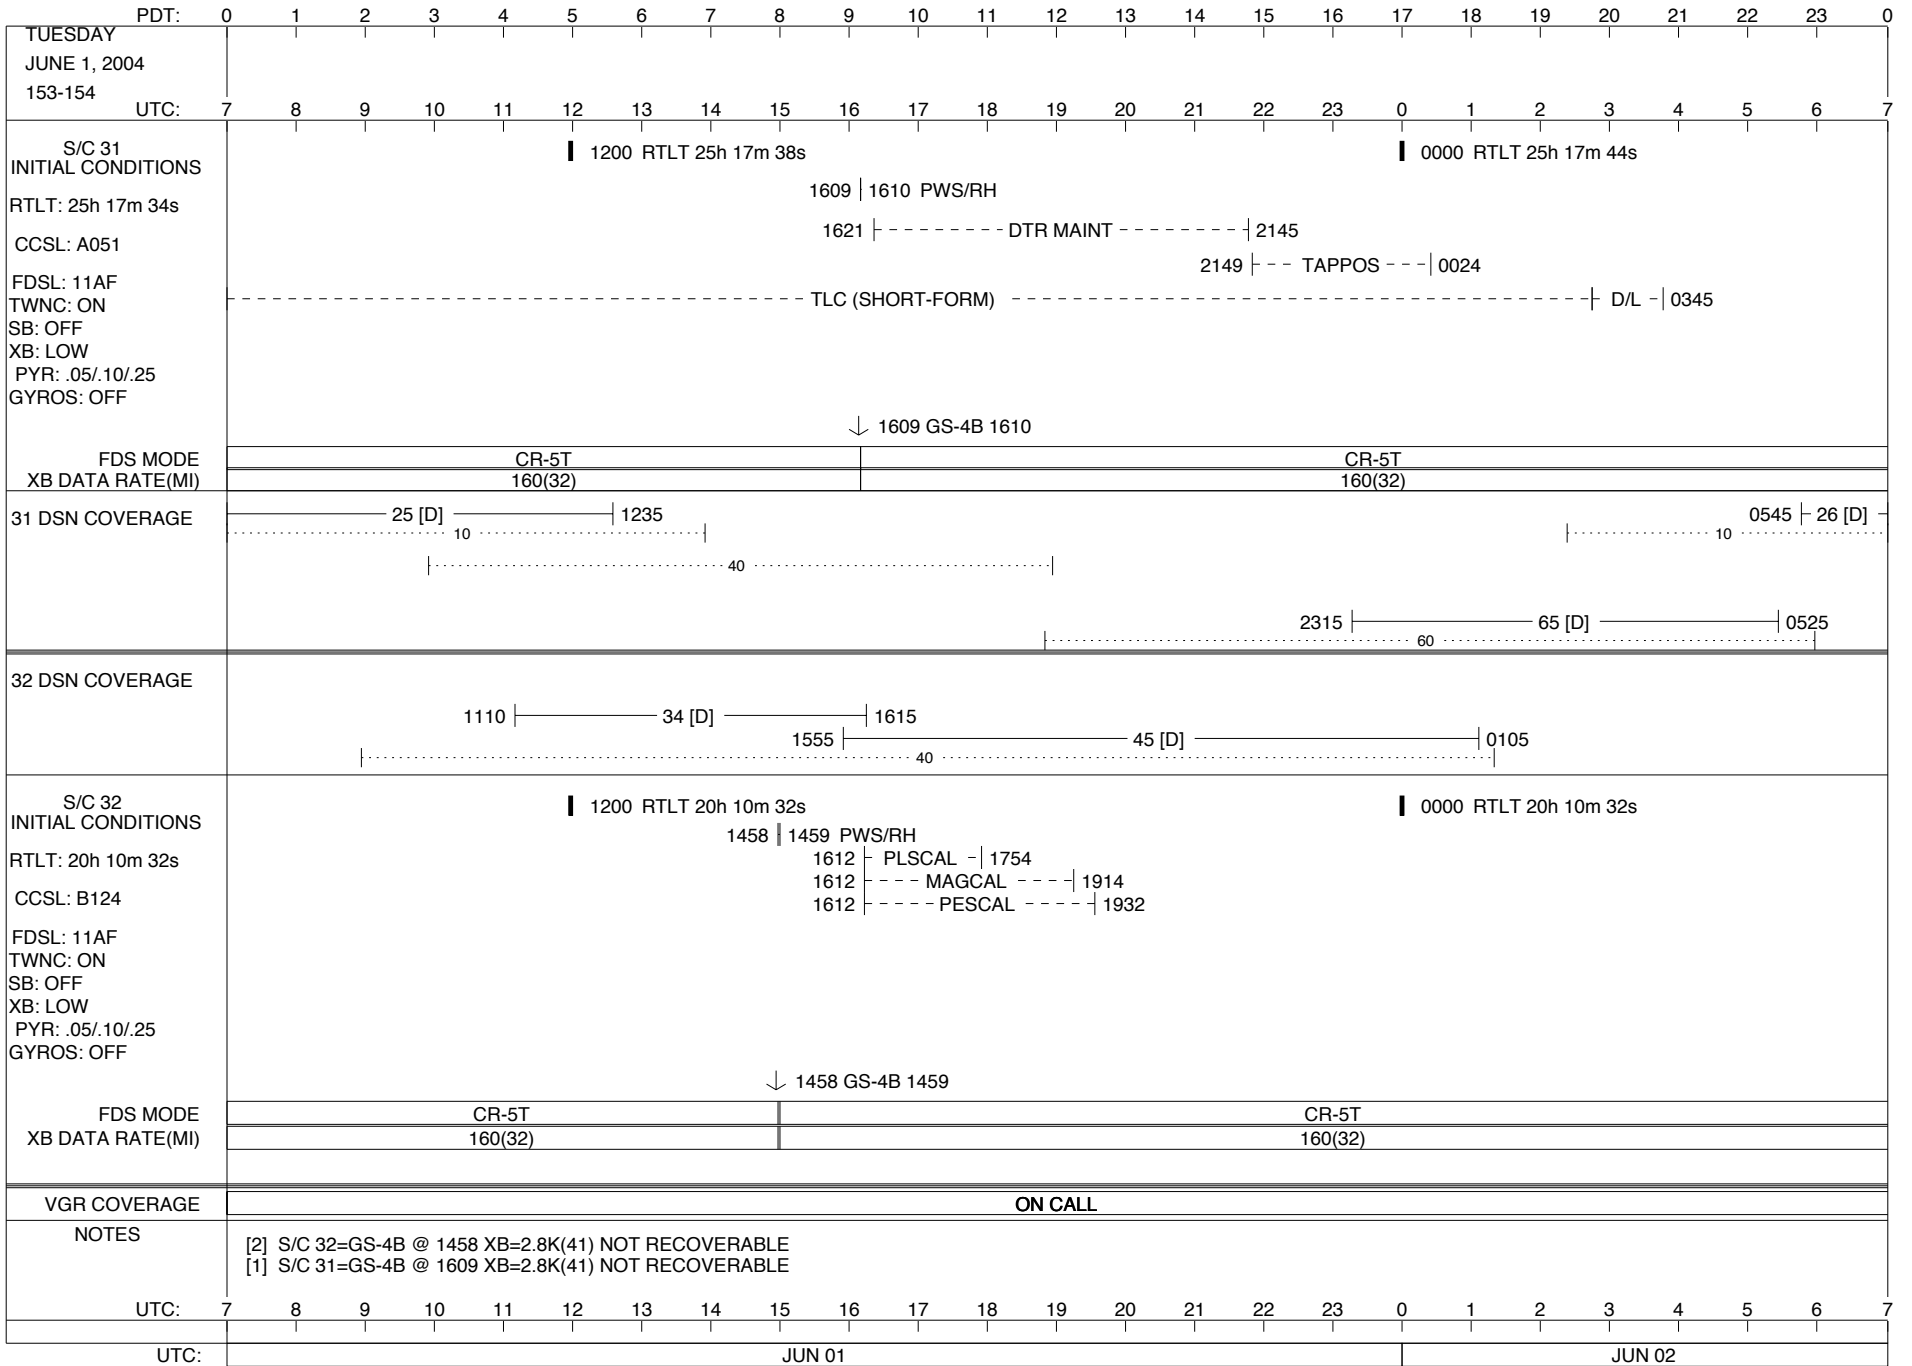 PDT: 0 1 2 3 4 5 6 7 8 9 10 11 12 13 14 15 16 17 18 19 20 21 22 23 0
TUESDAY
JUNE 1, 2004
153-154
UTC: 7 8 9 10 11 12 13 14 15 16 17 18 19 20 21 22 23 0 1 2 3 4 5 6 7
S/C 31
INITIAL CONDITIONS
RTLT: 25h 17m 34s
CCSL: A051
FDSL: 11AF
TWNC: ON
SB: OFF
XB: LOW
PYR: .05/.10/.25
GYROS: OFF
1200 RTLT 25h 17m 38s
0000 RTLT 25h 17m 44s
1609 1610 PWS/RH
1621 DTR MAINT 2145
2149 TAPPOS 0024
TLC (SHORT-FORM) D/L 0345
1609 GS-4B 1610
FDS MODE CR-5T CR-5T
XB DATA RATE(MI) 160(32) 160(32)
31 DSN COVERAGE
25 [D] 1235
0545 26 [D]
10
10
40
2315 65 [D] 0525
60
32 DSN COVERAGE
1110 34 [D] 1615
1555 45 [D] 0105
40
S/C 32
INITIAL CONDITIONS
RTLT: 20h 10m 32s
CCSL: B124
FDSL: 11AF
TWNC: ON
SB: OFF
XB: LOW
PYR: .05/.10/.25
GYROS: OFF
1200 RTLT 20h 10m 32s
0000 RTLT 20h 10m 32s
1458 1459 PWS/RH
1612 PLSCAL 1754
1612 MAGCAL 1914
1612 PESCAL 1932
1458 GS-4B 1459
FDS MODE CR-5T CR-5T
XB DATA RATE(MI) 160(32) 160(32)
VGR COVERAGE ON CALL
NOTES
[2] S/C 32=GS-4B @ 1458 XB=2.8K(41) NOT RECOVERABLE
[1] S/C 31=GS-4B @ 1609 XB=2.8K(41) NOT RECOVERABLE
UTC: 7 8 9 10 11 12 13 14 15 16 17 18 19 20 21 22 23 0 1 2 3 4 5 6 7
UTC: JUN 01 JUN 02